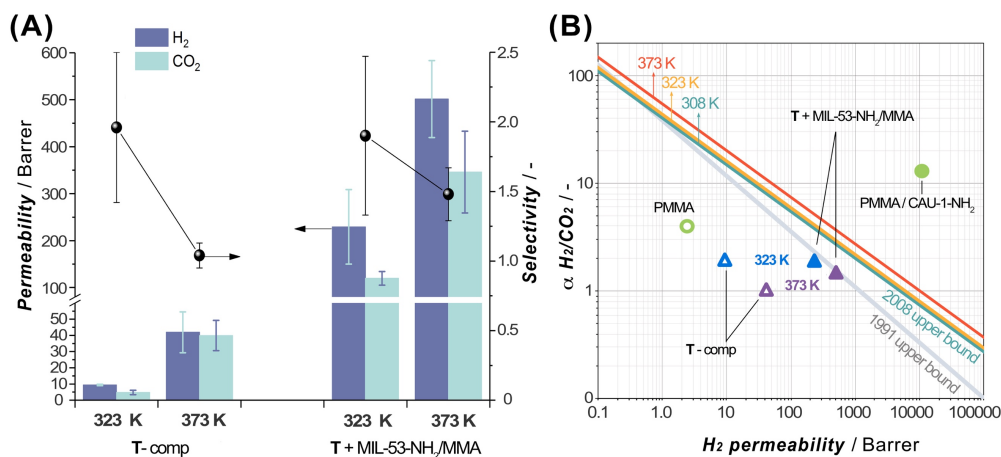 (A)
H2
CO2
Permeability / Barrer
600
500
400
300
200
100
50
40
30
20
10
0
2.5
2.0
1.5
1.0
0.5
0
Selectivity / -
323 K
373 K
323 K
373 K
T- comp
T + MIL-53-NH2/MMA
(B)
α H2/CO2 / -
100
10
1
0
373 K
323 K
308 K
T + MIL-53-NH2/MMA
PMMA
PMMA / CAU-1-NH2
323 K
373 K
T - comp
2008 upper bound
1991 upper bound
0.1
1.0
10
100
1000
10000
100000
H2 permeability / Barrer